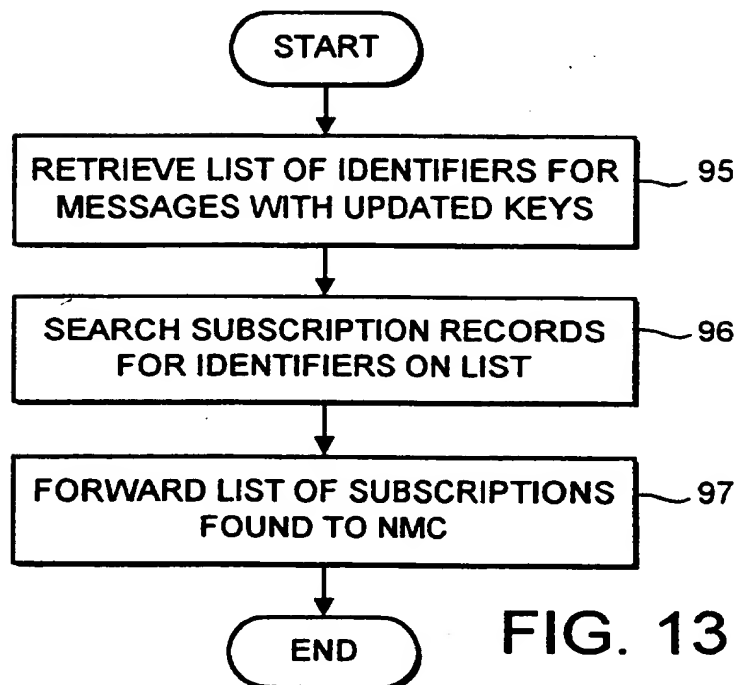 START
RETRIEVE LIST OF IDENTIFIERS FOR
MESSAGES WITH UPDATED KEYS
95
SEARCH SUBSCRIPTION RECORDS
FOR IDENTIFIERS ON LIST
96
FORWARD LIST OF SUBSCRIPTIONS
FOUND TO NMC
97
END
FIG. 13